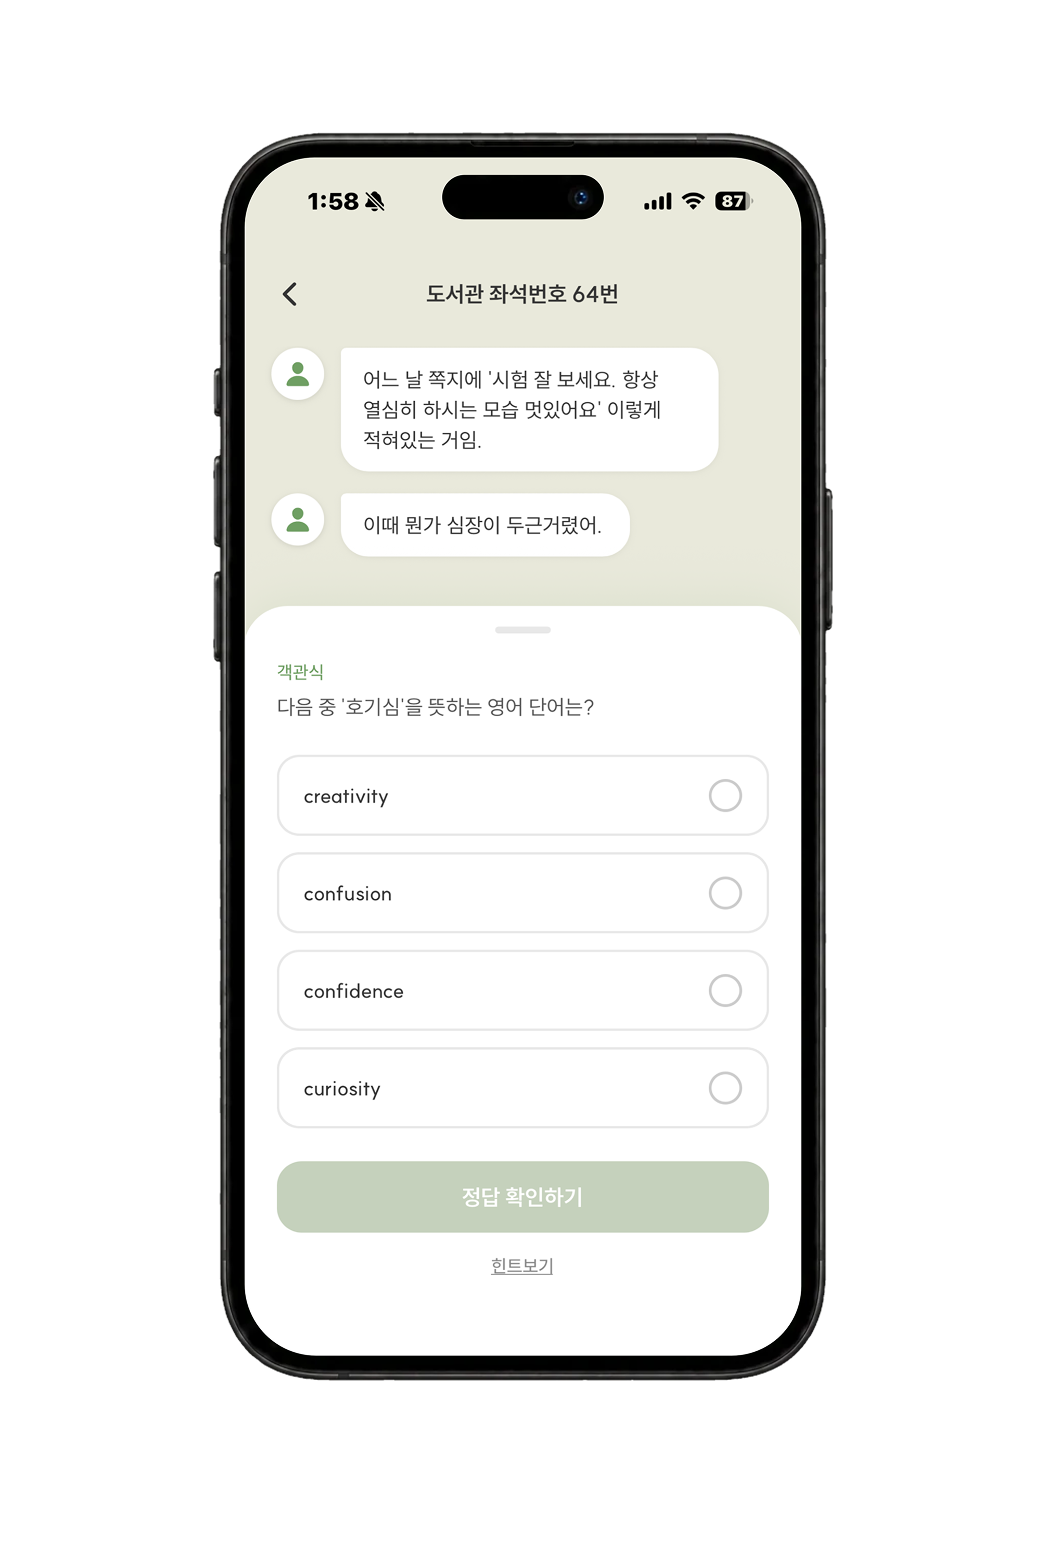 1:58
87
도서관 좌석번호 64번
어느 날 쪽지에 '시험 잘 보세요. 항상
열심히 하시는 모습 멋있어요' 이렇게
적혀있는 거임.
이때 뭔가 심장이 두근거렸어.
객관식
다음 중 '호기심'을 뜻하는 영어 단어는?
creativity
confusion
confidence
curiosity
정답 확인하기
힌트보기